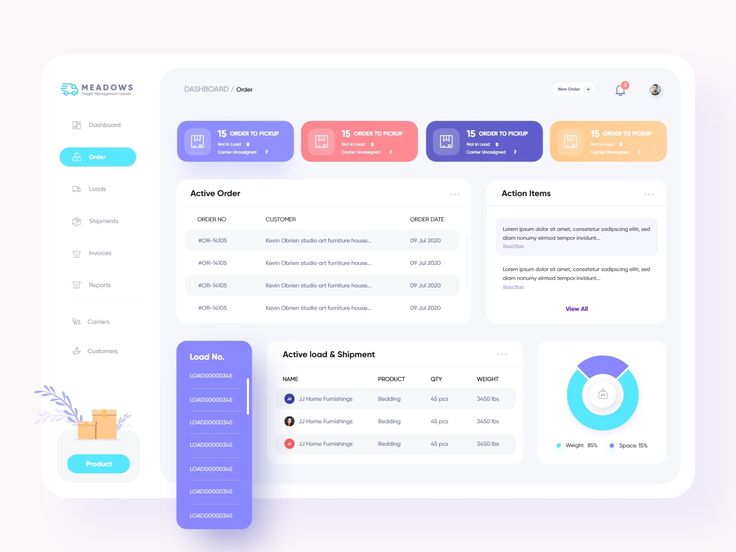 MEADOWS
Freight Management System
Dashboard
Order
Loads
Shipments
Invoices
Reports
Carriers
Customers
Product
DASHBOARD / Order
New Order +
2
15 ORDER TO PICKUP
Not in Load 8
Carrier Unassigned 7
15 ORDER TO PICKUP
Not in Load 8
Carrier Unassigned 7
15 ORDER TO PICKUP
Not in Load 8
Carrier Unassigned 7
15 ORDER TO PICKUP
Not in Load 8
Carrier Unassigned 7
Active Order
ORDER NO CUSTOMER ORDER DATE
#OR-14105 Kevin Obrien studio art furniture house... 09 Jul 2020
#OR-14105 Kevin Obrien studio art furniture house... 09 Jul 2020
#OR-14105 Kevin Obrien studio art furniture house... 09 Jul 2020
#OR-14105 Kevin Obrien studio art furniture house... 09 Jul 2020
Action Items
Lorem ipsum dolor sit amet, consetetur sadipscing elitr, sed
diam nonumy eirmod tempor invidunt...
Read More
Lorem ipsum dolor sit amet, consetetur sadipscing elitr, sed
diam nonumy eirmod tempor invidunt...
Read More
View All
Load No.
LOAD00000345
LOAD00000345
LOAD00000345
LOAD00000345
LOAD00000345
LOAD00000345
LOAD00000345
Active load & Shipment
NAME PRODUCT QTY WEIGHT
JJ JJ Home Furnishings Bedding 45 pcs 3450 lbs
JJ Home Furnishings Bedding 45 pcs 3450 lbs
JJ JJ Home Furnishings Bedding 45 pcs 3450 lbs
Weight 85% Space 15%